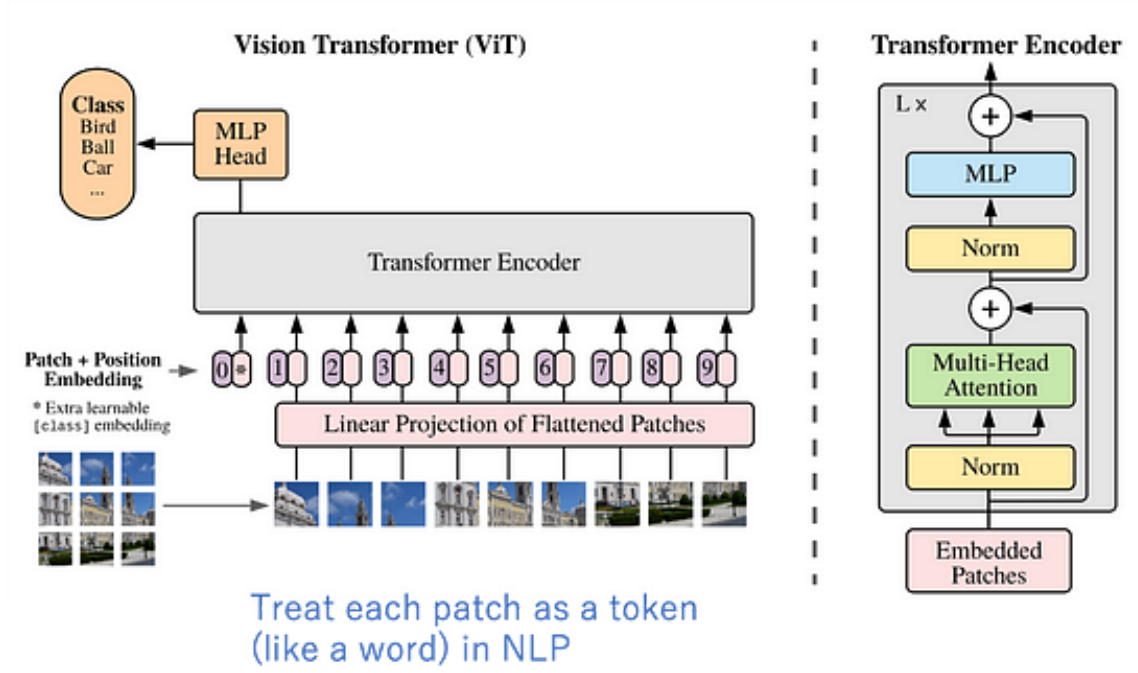 Vision Transformer (ViT)
Class
Bird
Ball
Car
...
MLP
Head
Transformer Encoder
Patch + Position
Embedding
* Extra learnable
[class] embedding
0 *
1
2
3
4
5
6
7
8
9
Linear Projection of Flattened Patches
Treat each patch as a token
(like a word) in NLP
Transformer Encoder
L x
+
MLP
Norm
+
Multi-Head
Attention
Norm
Embedded
Patches